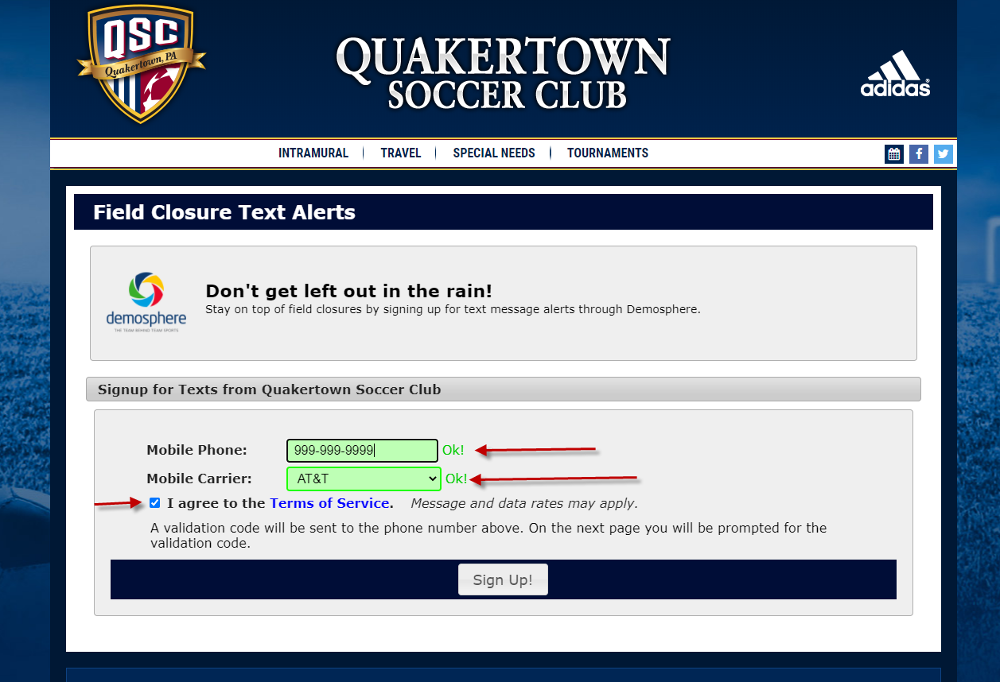 QSC
Quakertown, PA
QUAKERTOWN
SOCCER CLUB
adidas®
INTRAMURAL | TRAVEL | SPECIAL NEEDS | TOURNAMENTS
Field Closure Text Alerts
Don't get left out in the rain!
Stay on top of field closures by signing up for text message alerts through Demosphere.
demosphere
THE TEAM BEHIND TEAM SPORTS
Signup for Texts from Quakertown Soccer Club
Mobile Phone: 999-999-9999 Ok!
Mobile Carrier: AT&T Ok!
I agree to the Terms of Service. Message and data rates may apply.
A validation code will be sent to the phone number above. On the next page you will be prompted for the
validation code.
Sign Up!